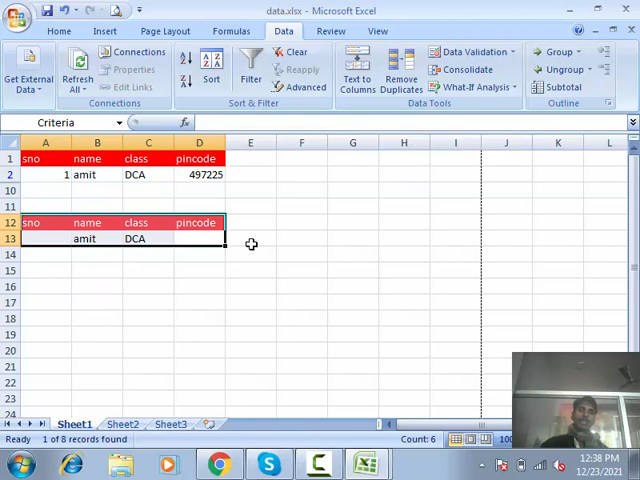 data.xlsx - Microsoft Excel
Home Insert Page Layout Formulas Data Review View
Get External Data
Refresh All
Connections
Properties
Edit Links
Connections
Sort
Filter
Clear
Reapply
Advanced
Sort & Filter
Text to Columns
Remove Duplicates
Data Validation
Consolidate
What-If Analysis
Data Tools
Group
Ungroup
Subtotal
Outline
Criteria fx
A B C D E F G H I J K L
1 sno name class pincode
2 1 amit DCA 497225
10
11
12 sno name class pincode
13 amit DCA
14
15
16
17
18
19
20
21
22
23
24
Sheet1 Sheet2 Sheet3
Ready 1 of 8 records found Count: 6 100
12:38 PM
12/23/2021